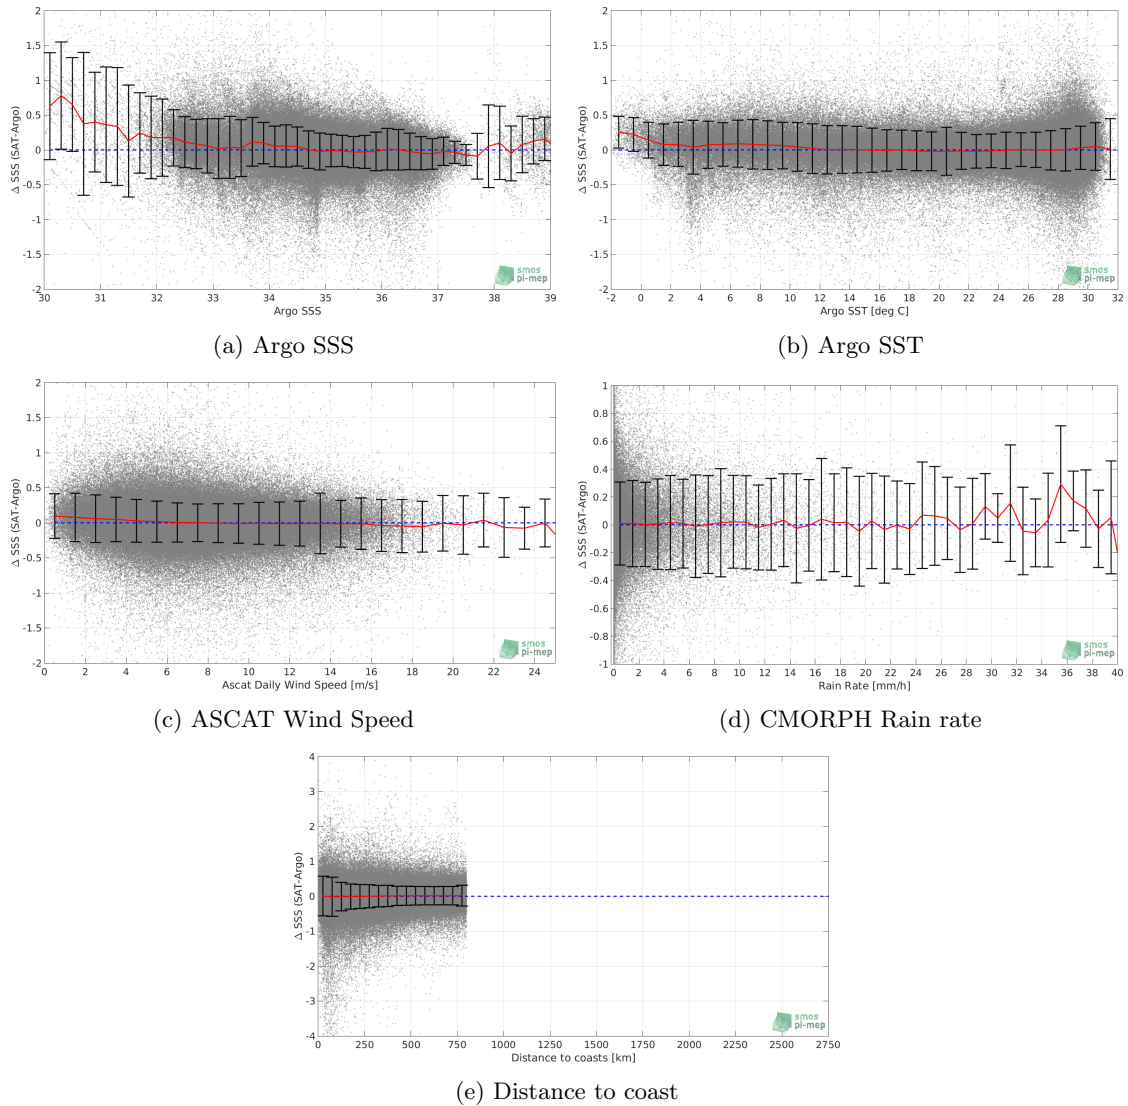 2
1.5
1
0.5
0
-0.5
-1
-1.5
-2
Δ SSS (SAT-Argo)
30 31 32 33 34 35 36 37 38 39
Argo SSS
smos
pi-mep
(a) Argo SSS
2
1.5
1
0.5
0
-0.5
-1
-1.5
-2
Δ SSS (SAT-Argo)
-2 0 2 4 6 8 10 12 14 16 18 20 22 24 26 28 30 32
Argo SST [deg C]
smos
pi-mep
(b) Argo SST
2
1.5
1
0.5
0
-0.5
-1
-1.5
-2
Δ SSS (SAT-Argo)
0 2 4 6 8 10 12 14 16 18 20 22 24
Ascat Daily Wind Speed [m/s]
smos
pi-mep
(c) ASCAT Wind Speed
1
0.8
0.6
0.4
0.2
0
-0.2
-0.4
-0.6
-0.8
-1
Δ SSS (SAT-Argo)
0 2 4 6 8 10 12 14 16 18 20 22 24 26 28 30 32 34 36 38 40
Rain Rate [mm/h]
smos
pi-mep
(d) CMORPH Rain rate
4
3
2
1
0
-1
-2
-3
-4
Δ SSS (SAT-Argo)
0 250 500 750 1000 1250 1500 1750 2000 2250 2500 2750
Distance to coasts [km]
smos
pi-mep
(e) Distance to coast